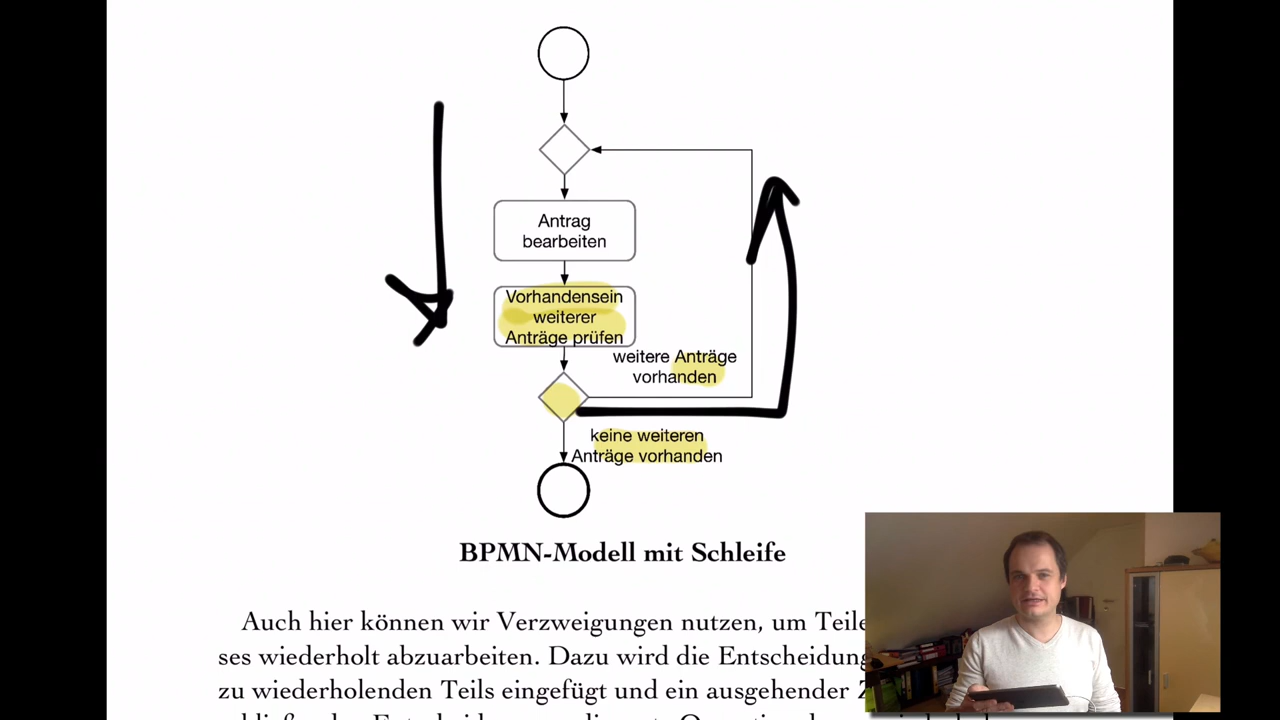 Antrag
bearbeiten
Vorhandensein
weiterer
Anträge prüfen
weitere Anträge
vorhanden
keine weiteren
Anträge vorhanden
BPMN-Modell mit Schleife
Auch hier können wir Verzweigungen nutzen, um Teile
ses wiederholt abzuarbeiten. Dazu wird die Entscheidung
zu wiederholenden Teils eingefügt und ein ausgehender